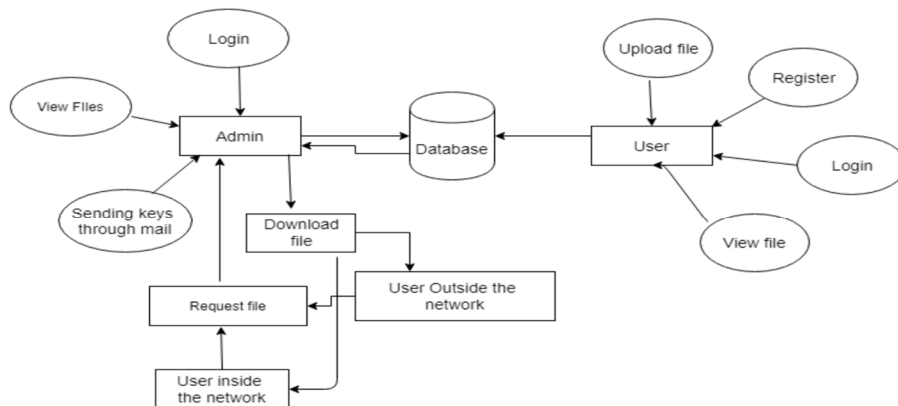 Login
Upload file
Register
View FIles
Admin
Database
User
Login
Sending keys
through mail
Download
file
View file
User Outside the
network
Request file
User inside
the network